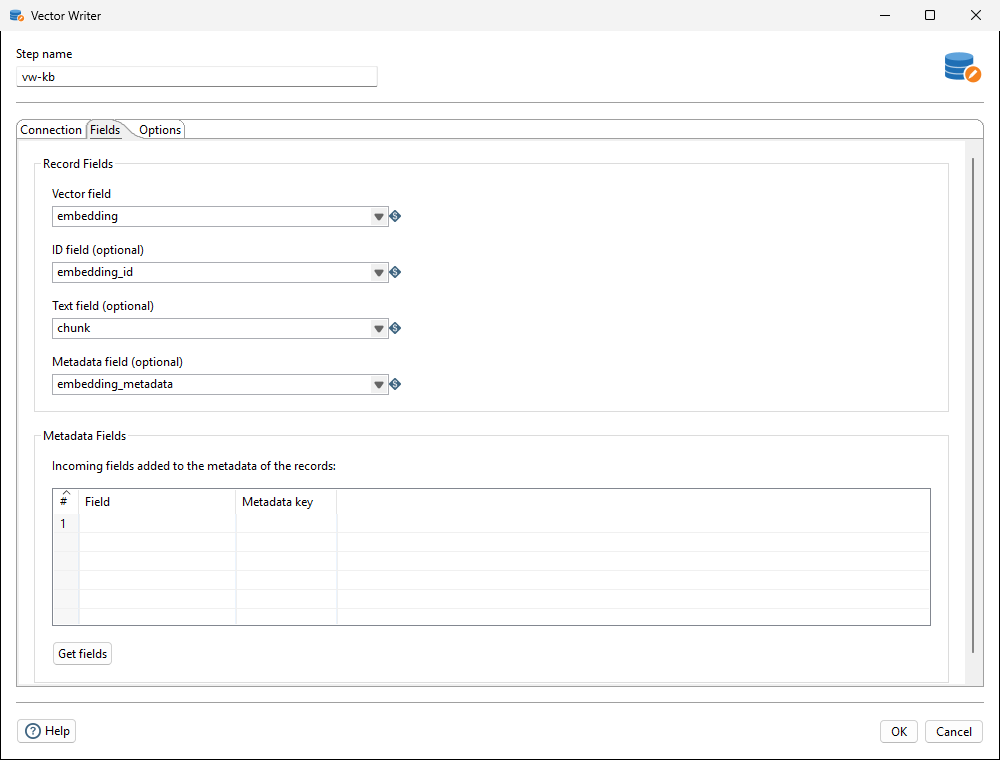 Vector Writer
Step name
vw-kb
Connection Fields Options
Record Fields
Vector field
embedding
ID field (optional)
embedding_id
Text field (optional)
chunk
Metadata field (optional)
embedding_metadata
Metadata Fields
Incoming fields added to the metadata of the records:
# Field Metadata key
1
Get fields
? Help OK Cancel